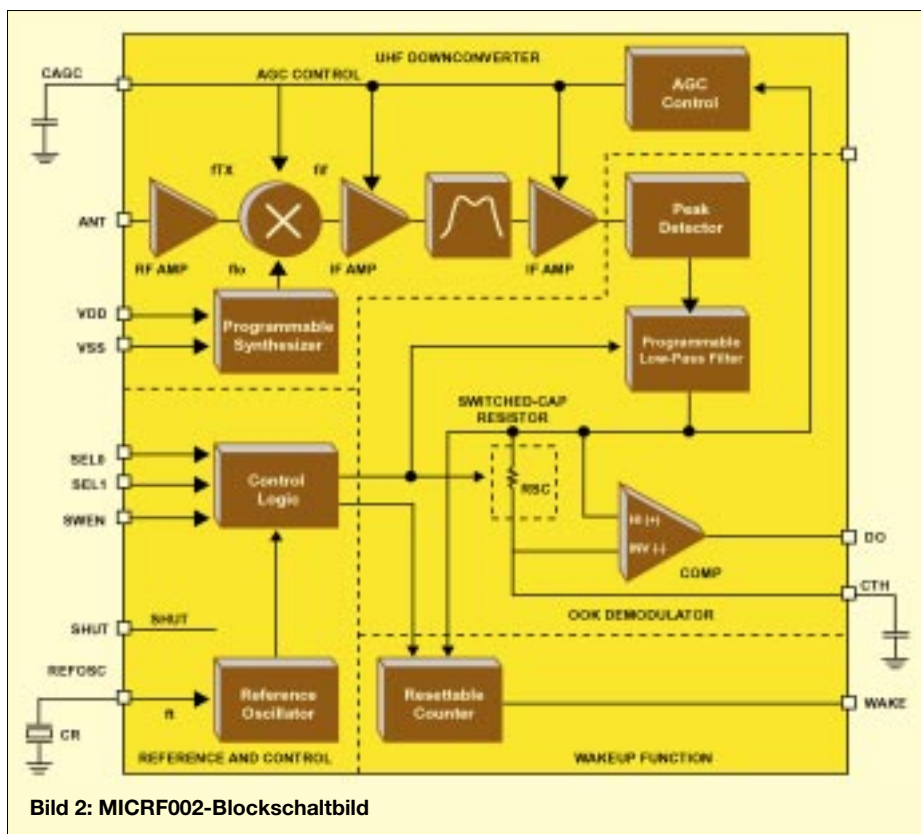 UHF DOWNCONVERTER
CAGC
AGC CONTROL
AGC
Control
fTX
fif
ANT
RF AMP
flo
IF AMP
IF AMP
Peak
Detector
VDD
VSS
Programmable
Synthesizer
Programmable
Low-Pass Filter
SWITCHED-CAP
RESISTOR
SEL0
SEL1
SWEN
Control
Logic
RSC
IN (+)
INV (-)
COMP
DO
CTH
OOK DEMODULATOR
SHUT
SHUT
REFOSC
ft
CR
Reference
Oscillator
Resettable
Counter
WAKE
REFERENCE AND CONTROL
WAKEUP FUNCTION
Bild 2: MICRF002-Blockschaltbild